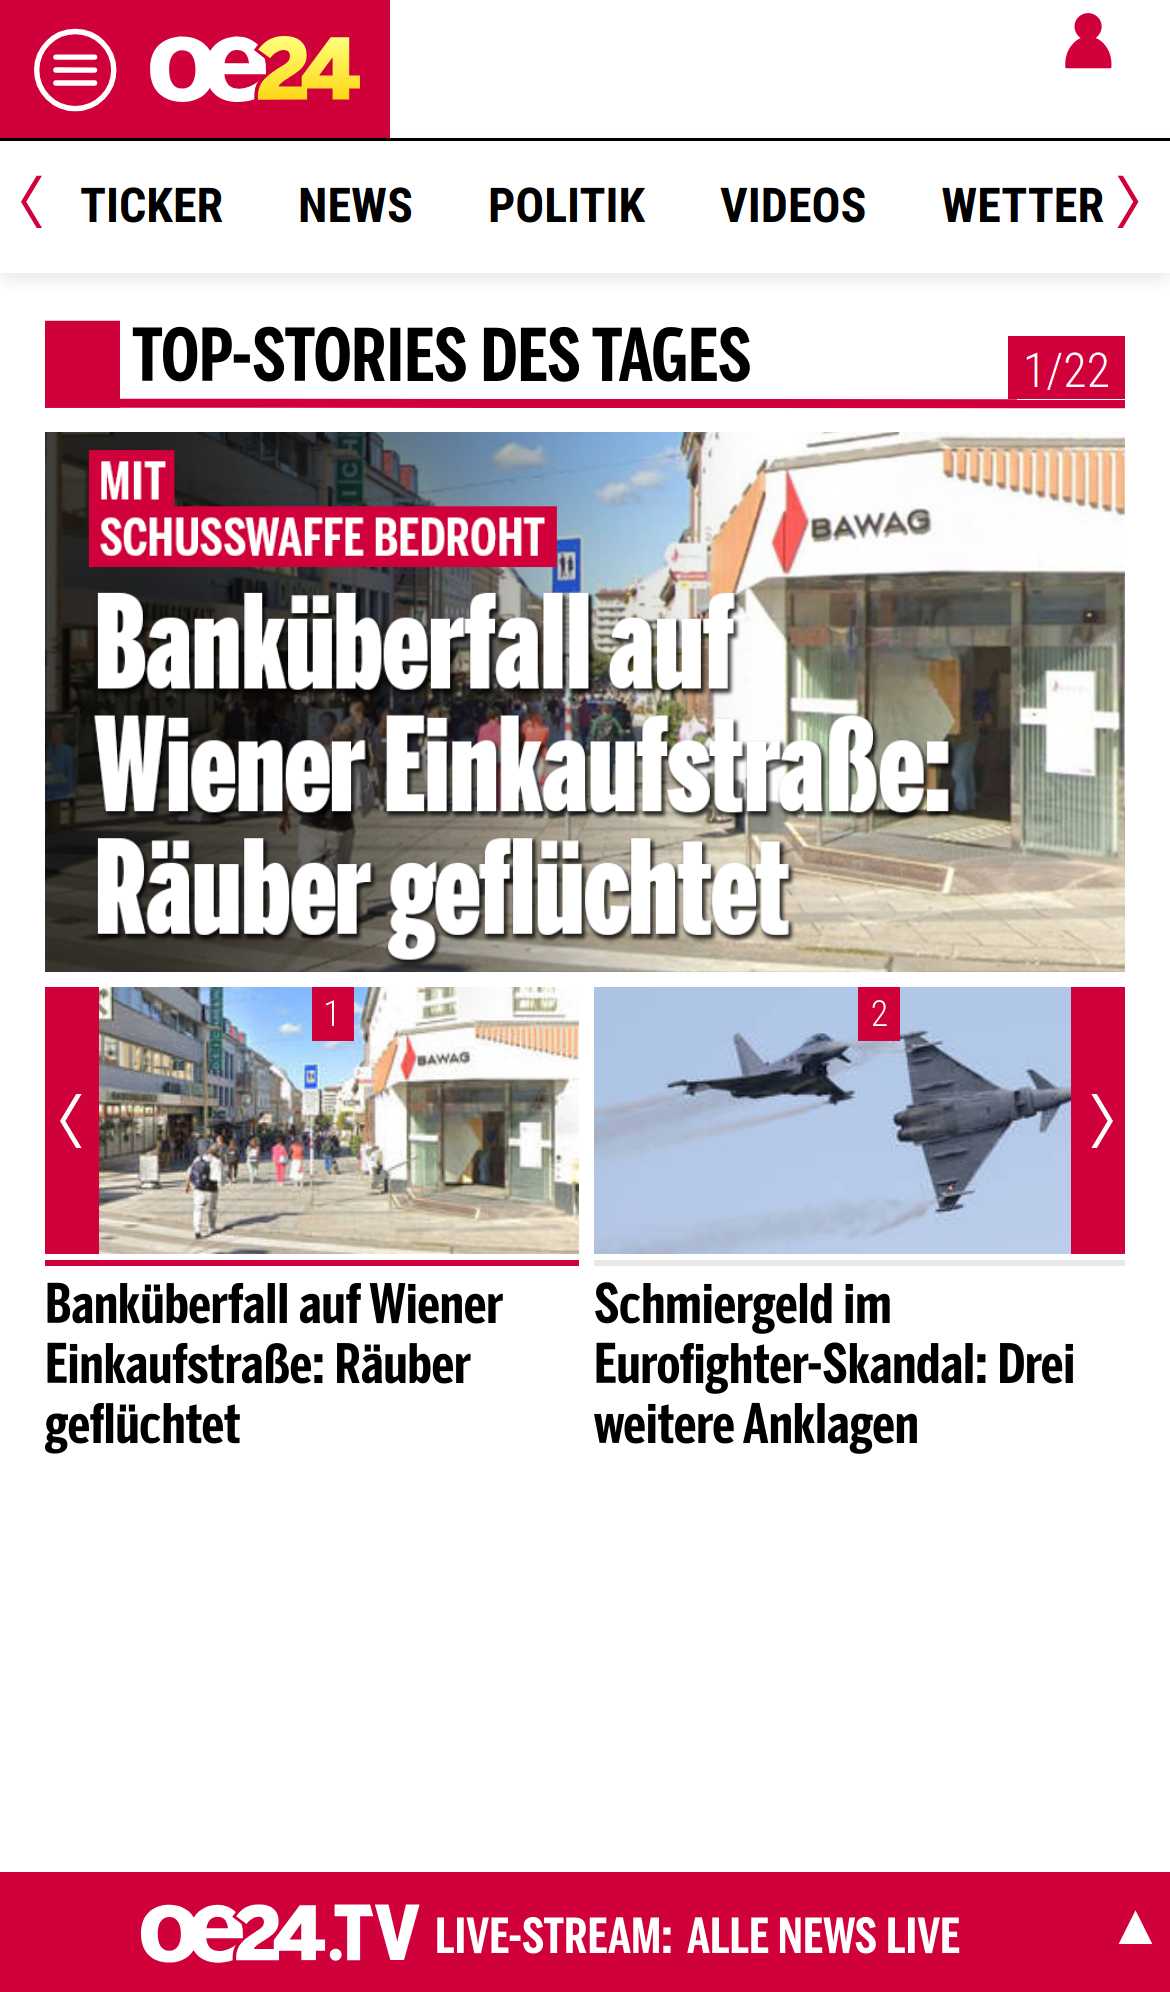 oe24
TICKER NEWS POLITIK VIDEOS WETTER
TOP-STORIES DES TAGES
1/22
MIT
SCHUSSWAFFE BEDROHT
BAWAG
Banküberfall auf
Wiener Einkaufstraße:
Räuber geflüchtet
1
BAWAG
2
Banküberfall auf Wiener
Einkaufstraße: Räuber
geflüchtet
Schmiergeld im
Eurofighter-Skandal: Drei
weitere Anklagen
oe24.TV LIVE-STREAM: ALLE NEWS LIVE